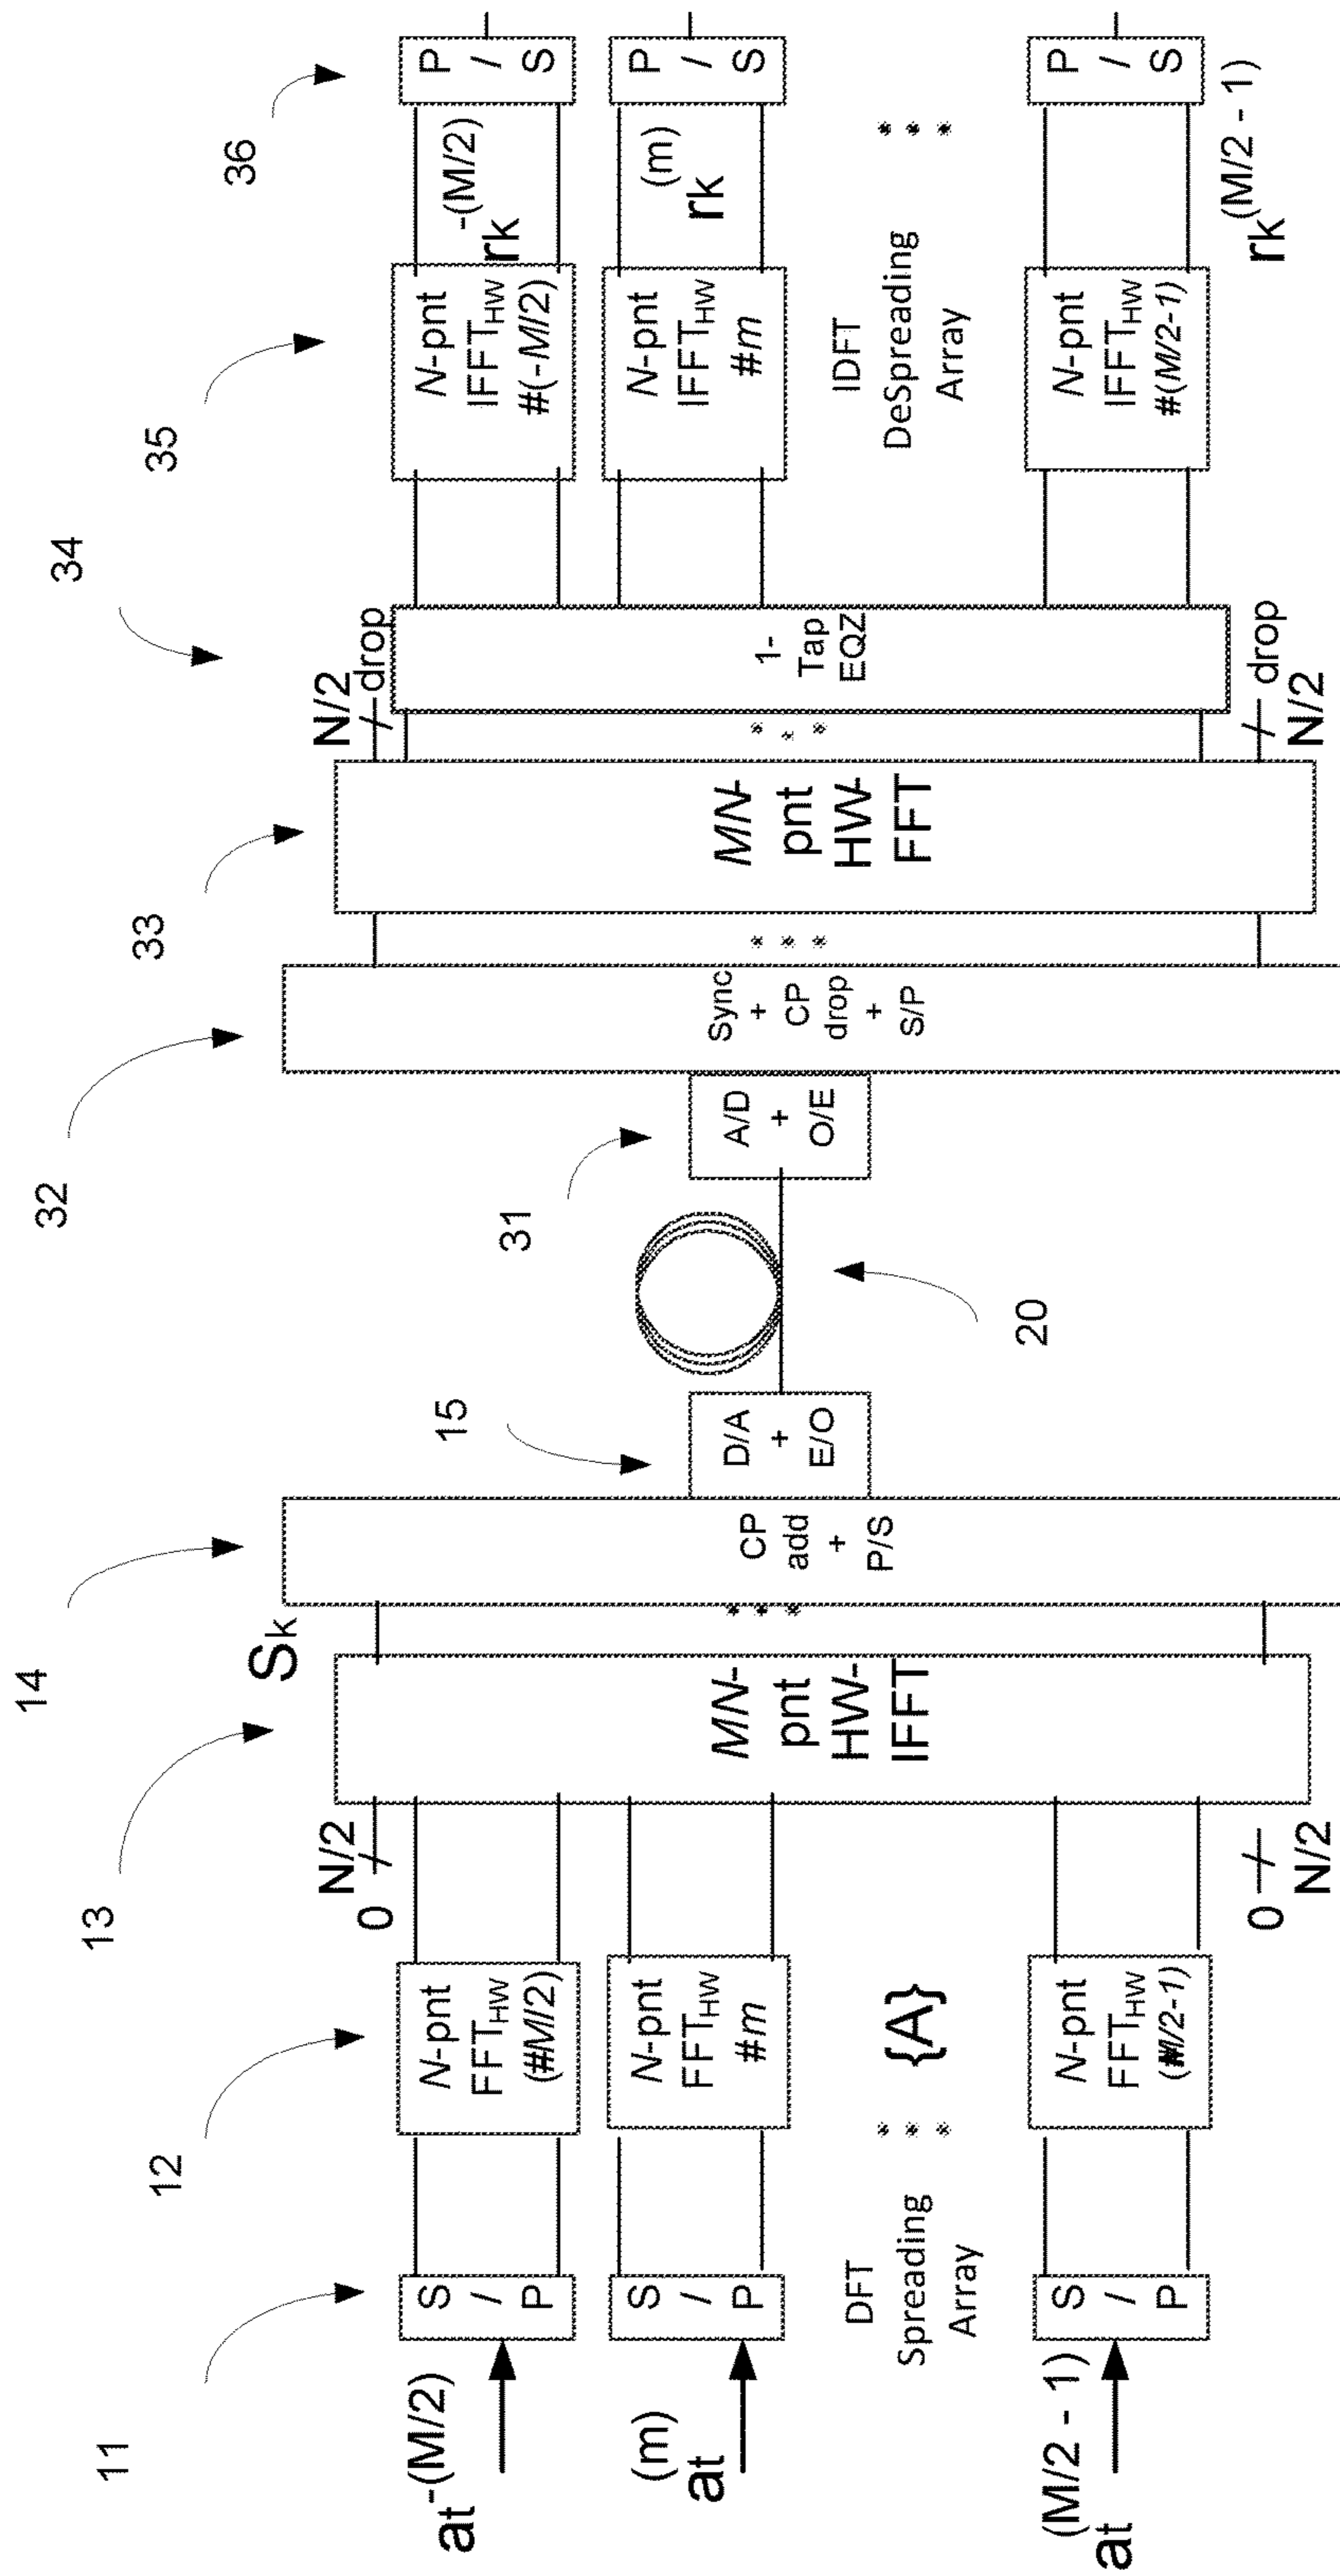 11
12
13
14
15
20
31
32
33
34
35
36
at -(M/2)
S
/
P
N-pnt
FFTHW
(#M/2)
N/2
0
at (m)
S
/
P
N-pnt
FFTHW
#m
DFT
Spreading
Array
{A}
at (M/2 - 1)
S
/
P
N-pnt
FFTHW
(#M/2-1)
0
N/2
MN-
pnt
HW-
IFFT
Sk
CP
add
+
P/S
D/A
+
E/O
A/D
+
O/E
Sync
+
CP
drop
+
S/P
MN-
pnt
HW-
FFT
N/2
drop
1-
Tap
EQZ
drop
N/2
N-pnt
IFFTHW
#(-M/2)
rk -(M/2)
P
/
S
N-pnt
IFFTHW
#m
rk (m)
P
/
S
IDFT
DeSpreading
Array
N-pnt
IFFTHW
#(M/2-1)
rk (M/2 - 1)
P
/
S